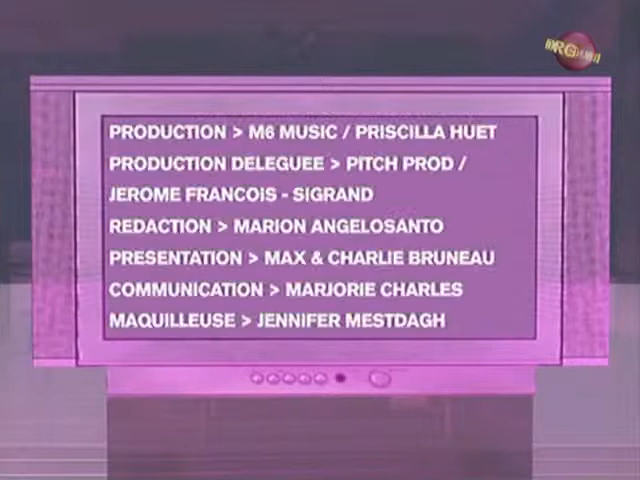 PRODUCTION > M6 MUSIC / PRISCILLA HUET
PRODUCTION DELEGUEE > PITCH PROD /
JEROME FRANCOIS - SIGRAND
REDACTION > MARION ANGELOSANTO
PRESENTATION > MAX & CHARLIE BRUNEAU
COMMUNICATION > MARJORIE CHARLES
MAQUILLEUSE > JENNIFER MESTDAGH